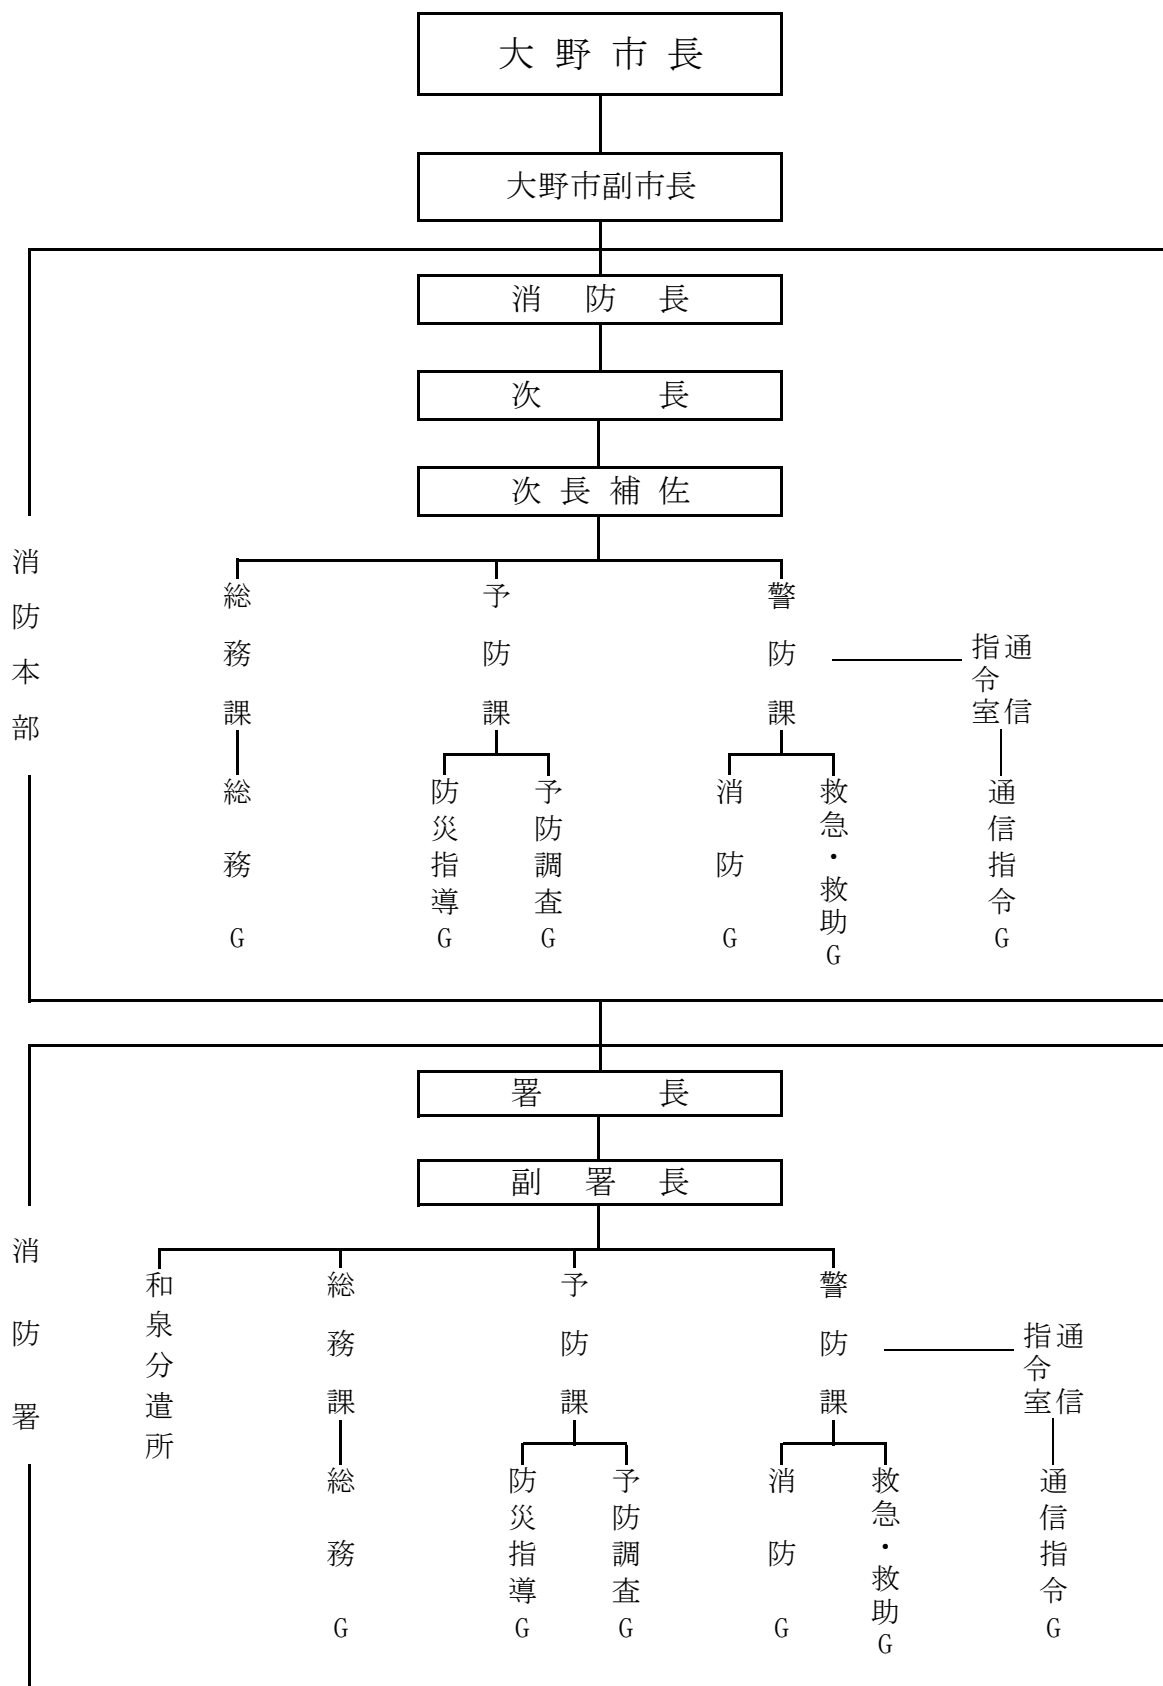 大野市長
大野市副市長
消防長
次長
次長補佐
消防本部
総務課
予防課
警防課
通信
指令室
総務G
防災指導G
予防調査G
消防G
救急・救助G
通信指令G
署長
副署長
消防署
和泉分遣所
総務課
予防課
警防課
通信
指令室
総務G
防災指導G
予防調査G
消防G
救急・救助G
通信指令G